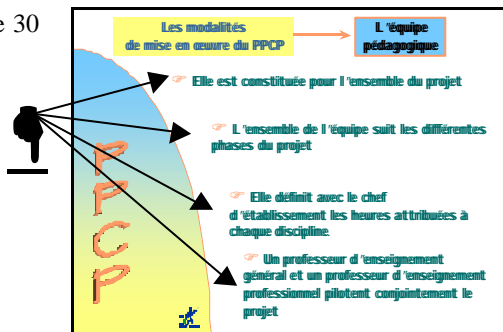 e 30
Les modalités
de mise en œuvre du PPCP
L 'équipe
pédagogique
Elle est constituée pour l 'ensemble du projet
L 'ensemble de l 'équipe suit les différentes
phases du projet
Elle définit avec le chef
d 'établissement les heures attribuées à
chaque discipline.
Un professeur d 'enseignement
général et un professeur d 'enseignement
professionnel pilotent conjointement le
projet
P
P
C
P